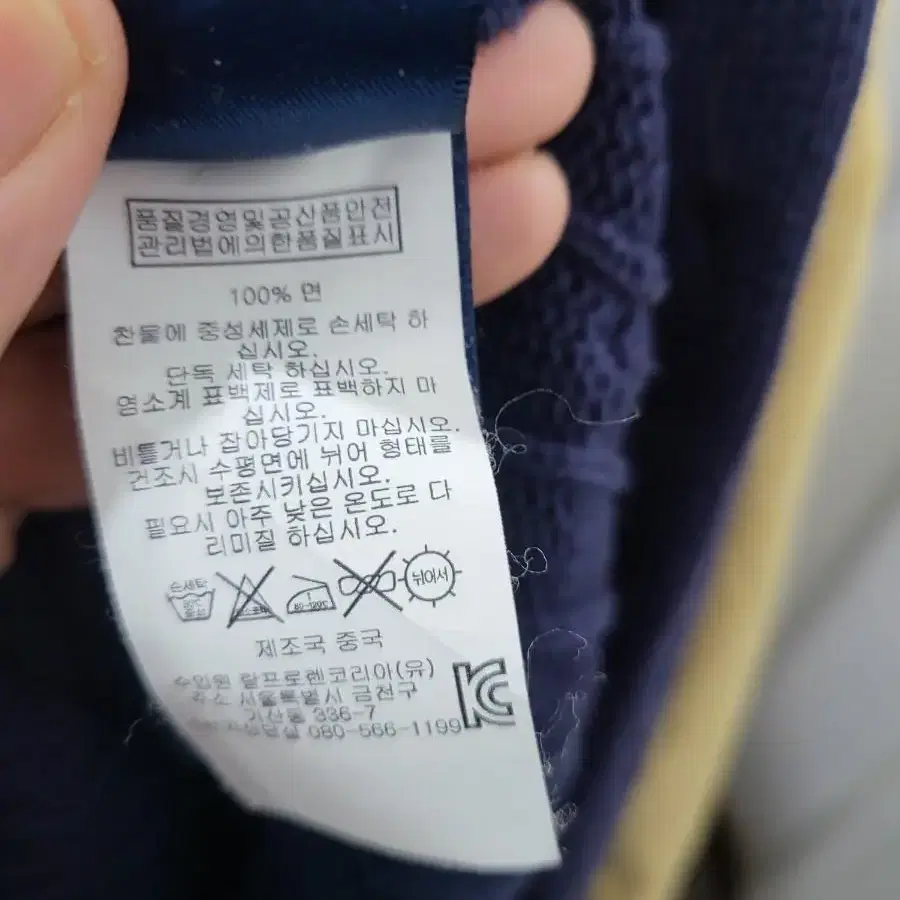 품질경영및공산품안전
관리법에의한품질표시
100% 면
찬물에 중성세제로 손세탁 하
십시오.
단독 세탁 하십시오.
염소계 표백제로 표백하지 마
십시오.
비틀거나 잡아당기지 마십시오.
건조시 수평면에 뉘어 형태를
보존시키십시오.
필요시 아주 낮은 온도로 다
리미질 하십시오.
손세탁
80-120℃
뉘어서
제조국 중국
수입원 랄프로렌코리아(유)
주소 서울특별시 금천구
가산동 336-7
080-566-1199